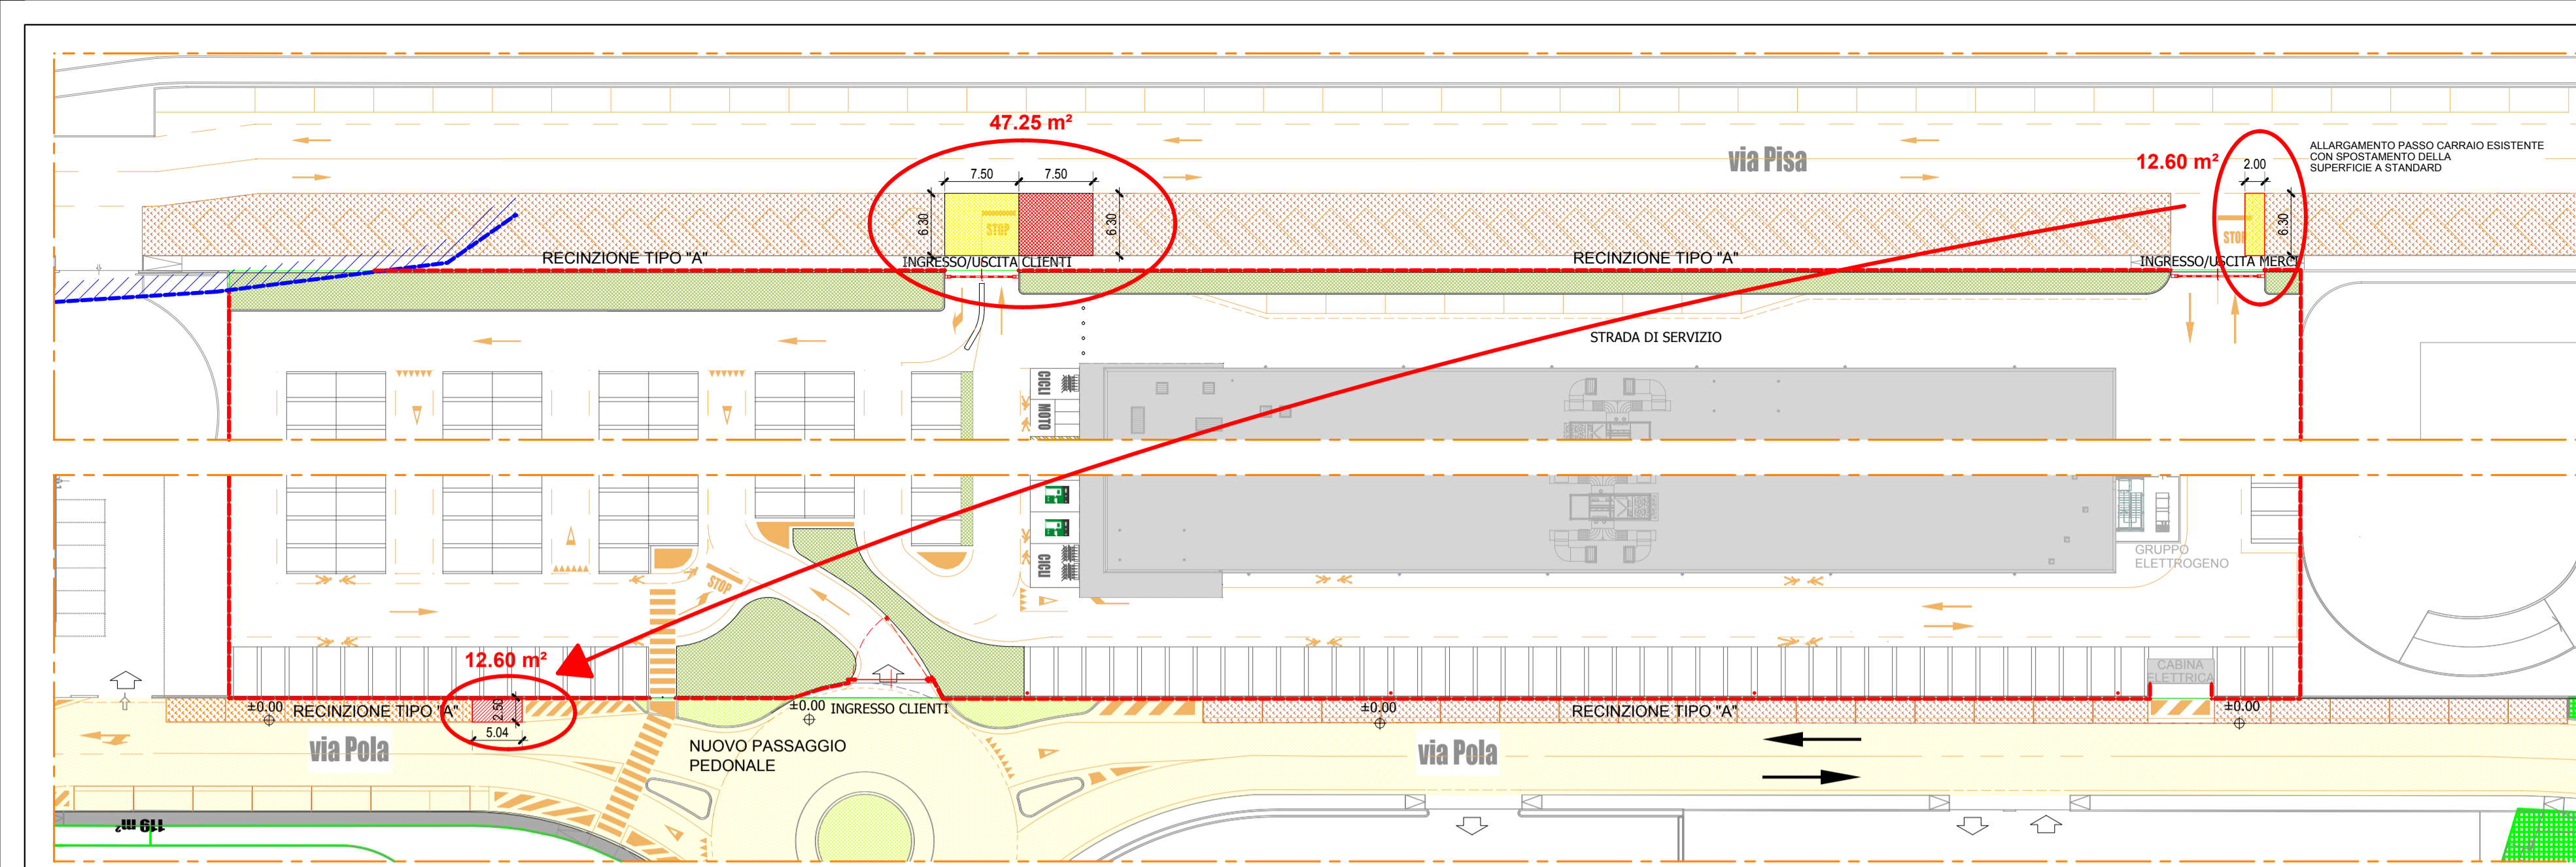 47.25 m²
7.50
7.50
6.30
6.30
STOP
via Pisa
12.60 m²
2.00
6.30
STOP
ALLARGAMENTO PASSO CARRAIO ESISTENTE
CON SPOSTAMENTO DELLA
SUPERFICIE A STANDARD
RECINZIONE TIPO "A"
INGRESSO/USCITA CLIENTI
RECINZIONE TIPO "A"
INGRESSO/USCITA MERCI
STRADA DI SERVIZIO
CICLI
MOTO
CICLI
STOP
GRUPPO
ELETTROGENO
CABINA
ELETTRICA
12.60 m²
2.50
5.04
±0.00
RECINZIONE TIPO "A"
±0.00
INGRESSO CLIENTI
±0.00
RECINZIONE TIPO "A"
±0.00
via Pola
NUOVO PASSAGGIO
PEDONALE
via Pola
119 m²